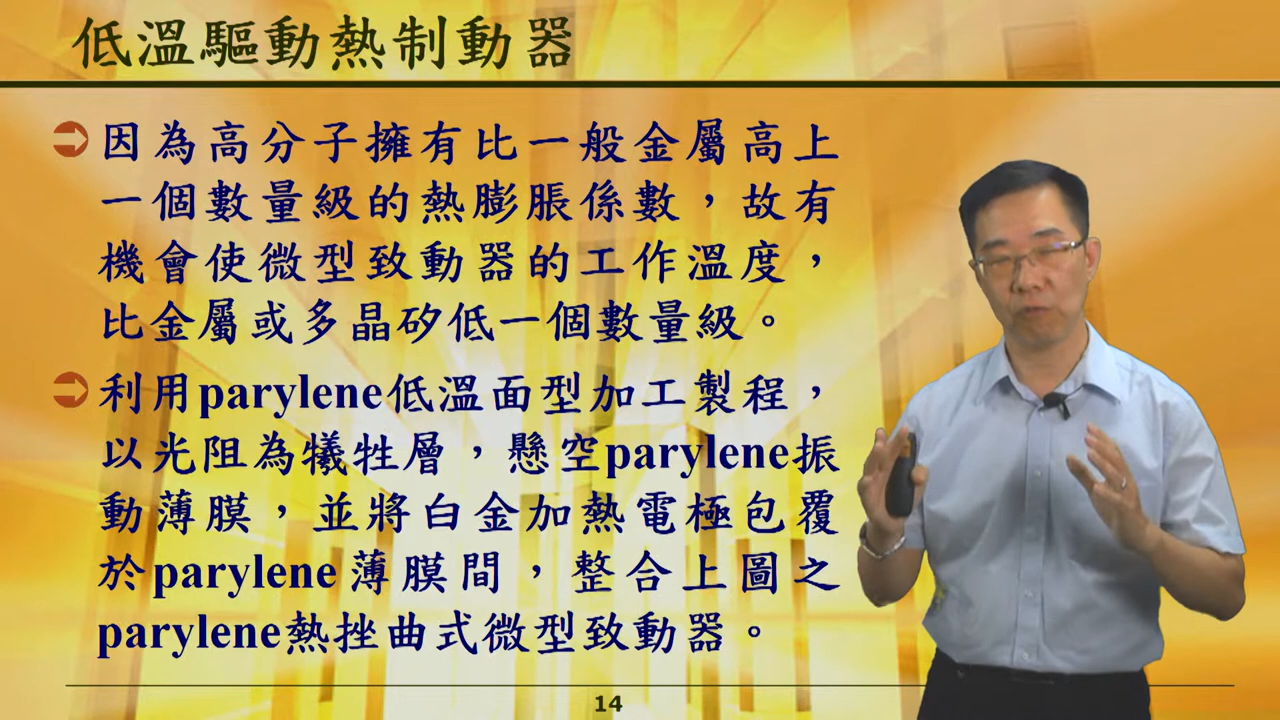 低溫驅動熱制動器
因為高分子擁有比一般金屬高上
一個數量級的熱膨脹係數，故有
機會使微型致動器的工作溫度，
比金屬或多晶矽低一個數量級。
利用parylene低溫面型加工製程，
以光阻為犧牲層，懸空parylene振
動薄膜，並將白金加熱電極包覆
於parylene薄膜間，整合上圖之
parylene熱挫曲式微型致動器。
14